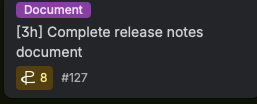 Document
[3h] Complete release notes
document
8 #127